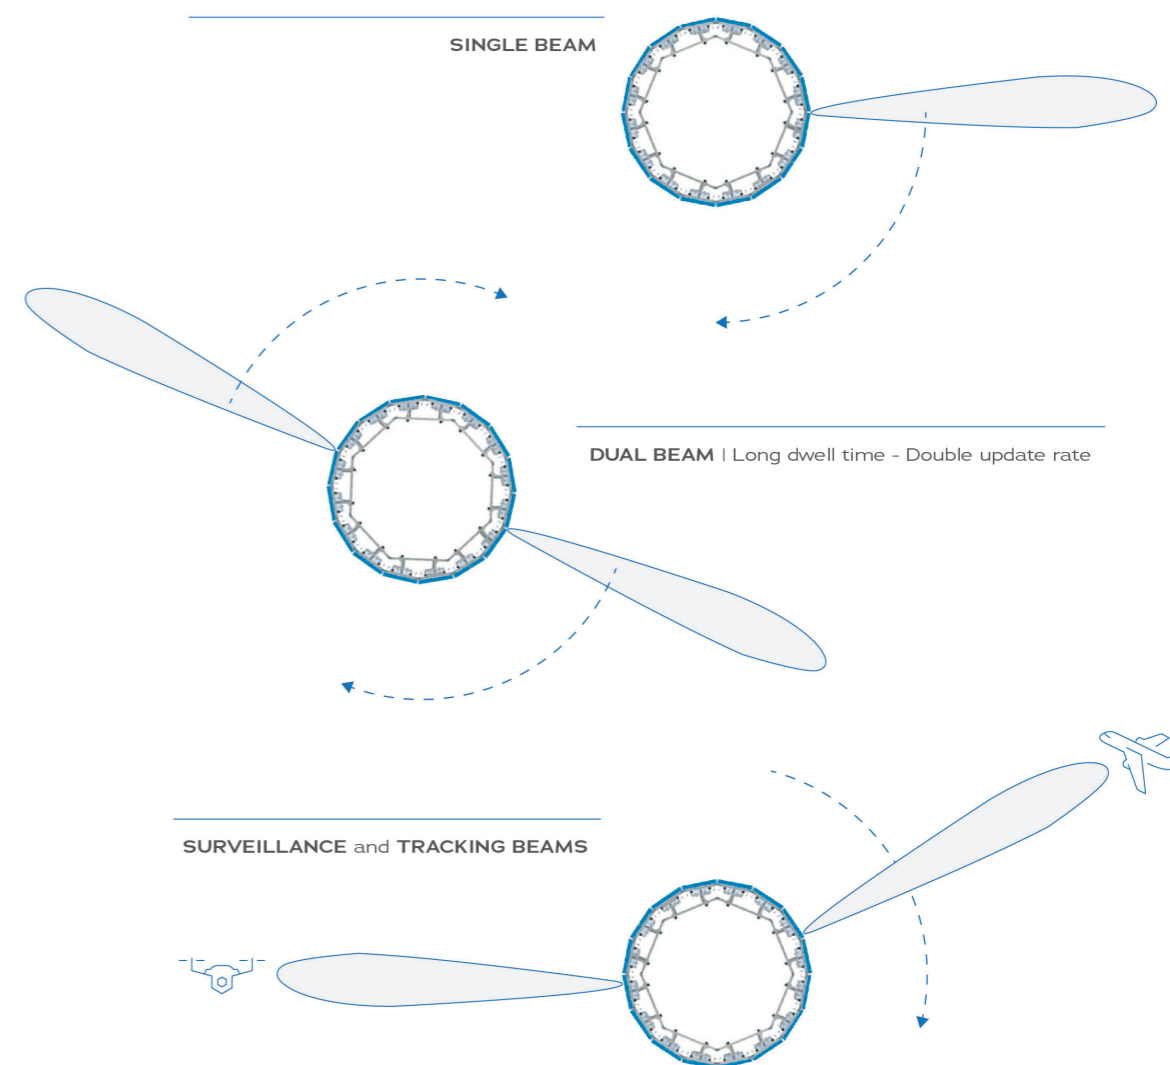 SINGLE BEAM
DUAL BEAM | Long dwell time - Double update rate
SURVEILLANCE and TRACKING BEAMS